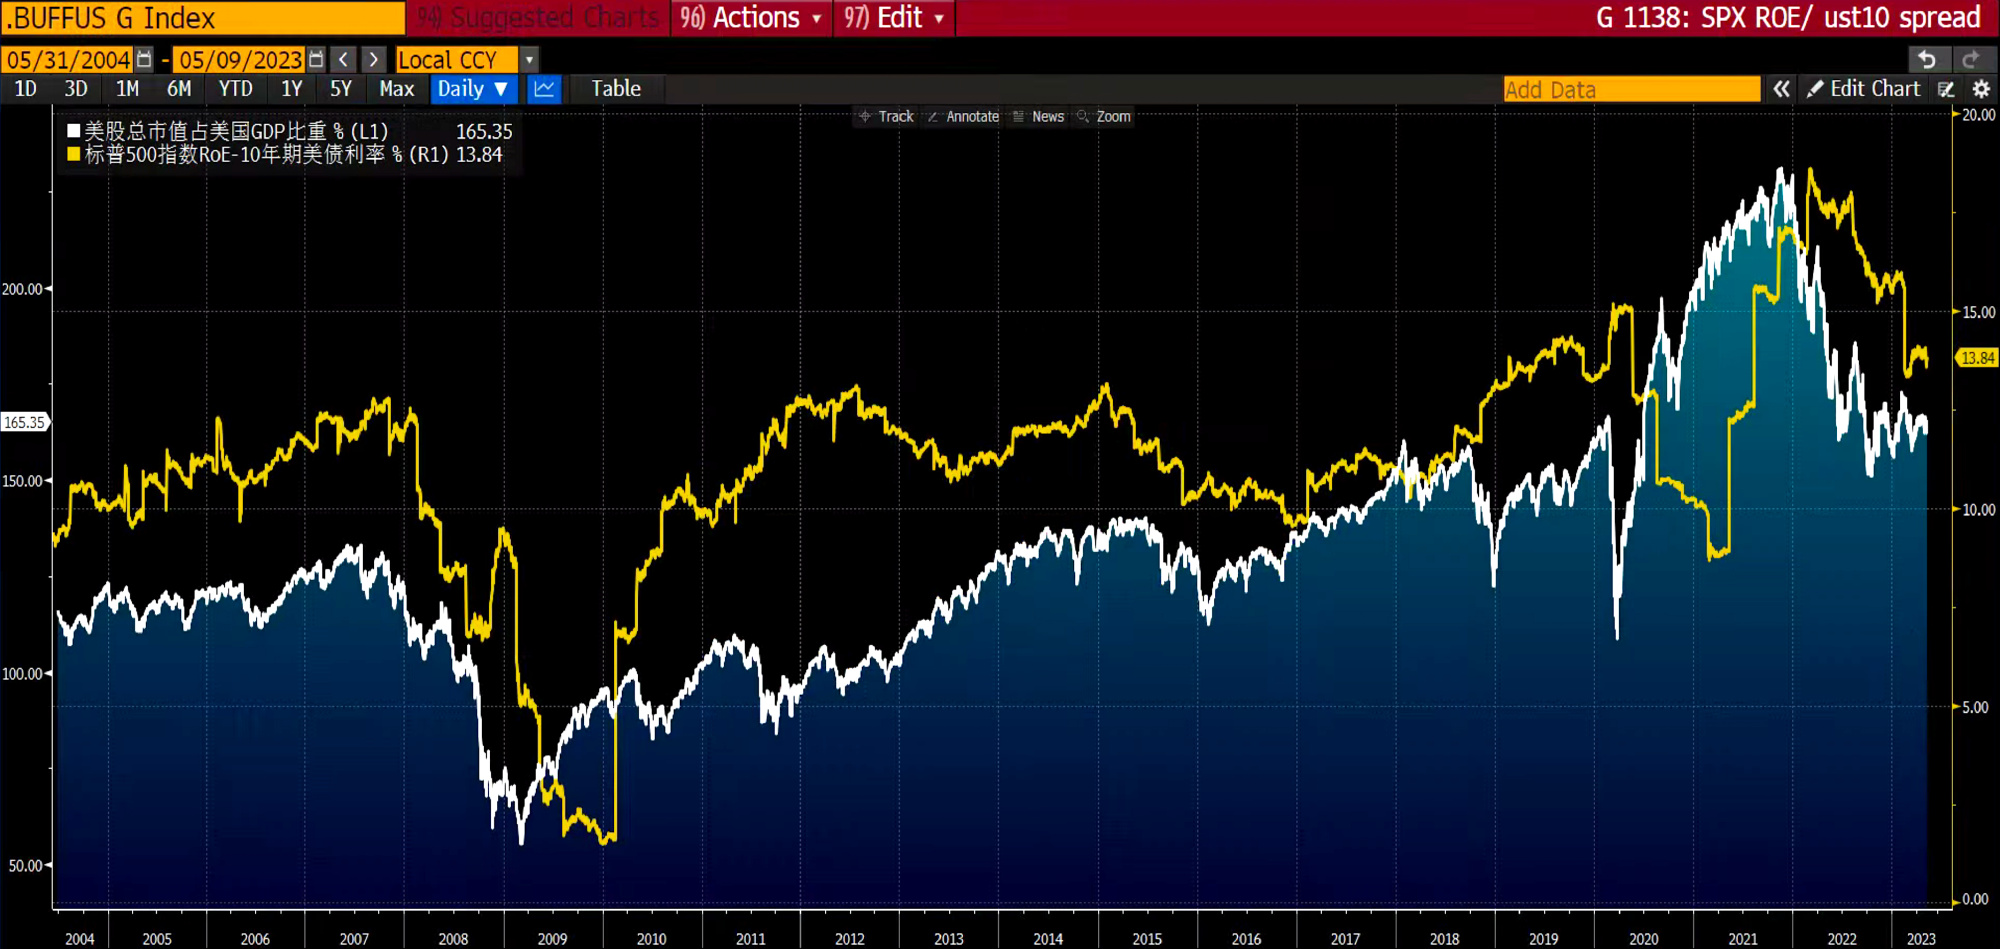 .BUFFUS G Index 94) Suggested Charts 96) Actions 97) Edit G 1138: SPX ROE/ ust10 spread
05/31/2004 - 05/09/2023 Local CCY
1D 3D 1M 6M YTD 1Y 5Y Max Daily ▼ Table Add Data « Edit Chart
Track Annotate News Zoom
美股总市值占美国GDP比重 % (L1) 165.35
标普500指数RoE-10年期美债利率 % (R1) 13.84
200.00
165.35
150.00
100.00
50.00
20.00
15.00
13.84
10.00
5.00
0.00
2004 2005 2006 2007 2008 2009 2010 2011 2012 2013 2014 2015 2016 2017 2018 2019 2020 2021 2022 2023